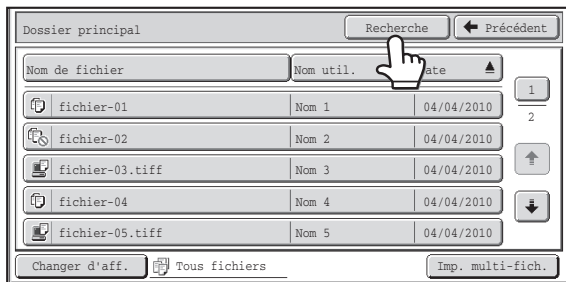 Dossier principal Recherche Précédent
Nom de fichier Nom util. ate
fichier-01 Nom 1 04/04/2010
fichier-02 Nom 2 04/04/2010
fichier-03.tiff Nom 3 04/04/2010
fichier-04 Nom 4 04/04/2010
fichier-05.tiff Nom 5 04/04/2010
1
2
Changer d'aff. Tous fichiers Imp. multi-fich.